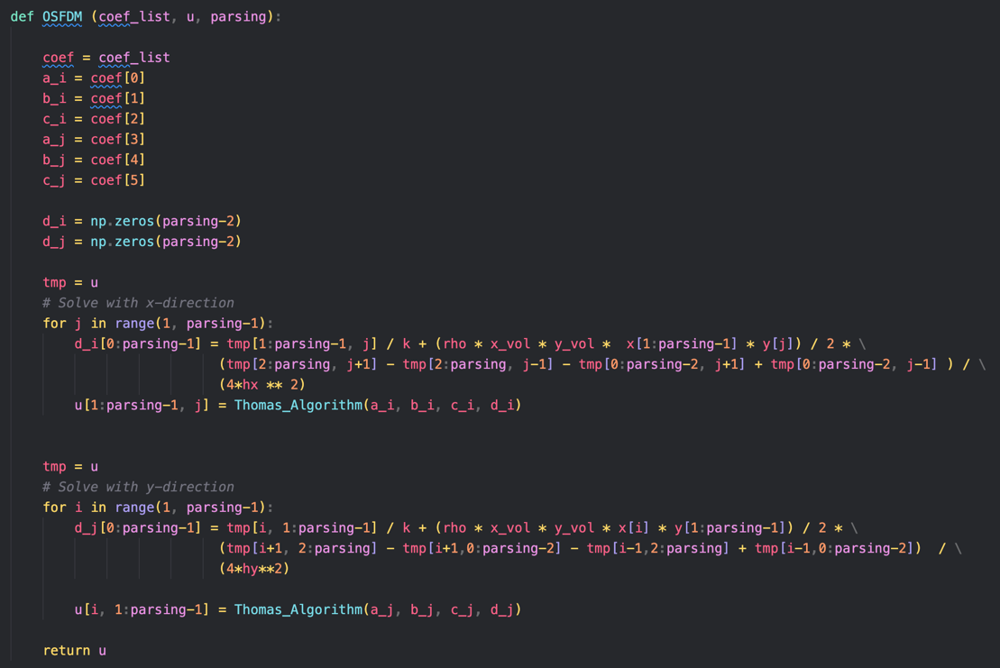 def OSFDM (coef_list, u, parsing):
    coef = coef_list
    a_i = coef[0]
    b_i = coef[1]
    c_i = coef[2]
    a_j = coef[3]
    b_j = coef[4]
    c_j = coef[5]
    d_i = np.zeros(parsing-2)
    d_j = np.zeros(parsing-2)
    tmp = u
    # Solve with x-direction
    for j in range(1, parsing-1):
        d_i[0:parsing-1] = tmp[1:parsing-1, j] / k + (rho * x_vol * y_vol *  x[1:parsing-1] * y[j]) / 2 * \
                          (tmp[2:parsing, j+1] - tmp[2:parsing, j-1] - tmp[0:parsing-2, j+1] + tmp[0:parsing-2, j-1] ) / \
                          (4*hx ** 2)
        u[1:parsing-1, j] = Thomas_Algorithm(a_i, b_i, c_i, d_i)
    tmp = u
    # Solve with y-direction
    for i in range(1, parsing-1):
        d_j[0:parsing-1] = tmp[i, 1:parsing-1] / k + (rho * x_vol * y_vol * x[i] * y[1:parsing-1]) / 2 * \
                          (tmp[i+1, 2:parsing] - tmp[i+1,0:parsing-2] - tmp[i-1,2:parsing] + tmp[i-1,0:parsing-2])  / \
                          (4*hy**2)
        u[i, 1:parsing-1] = Thomas_Algorithm(a_j, b_j, c_j, d_j)
    return u